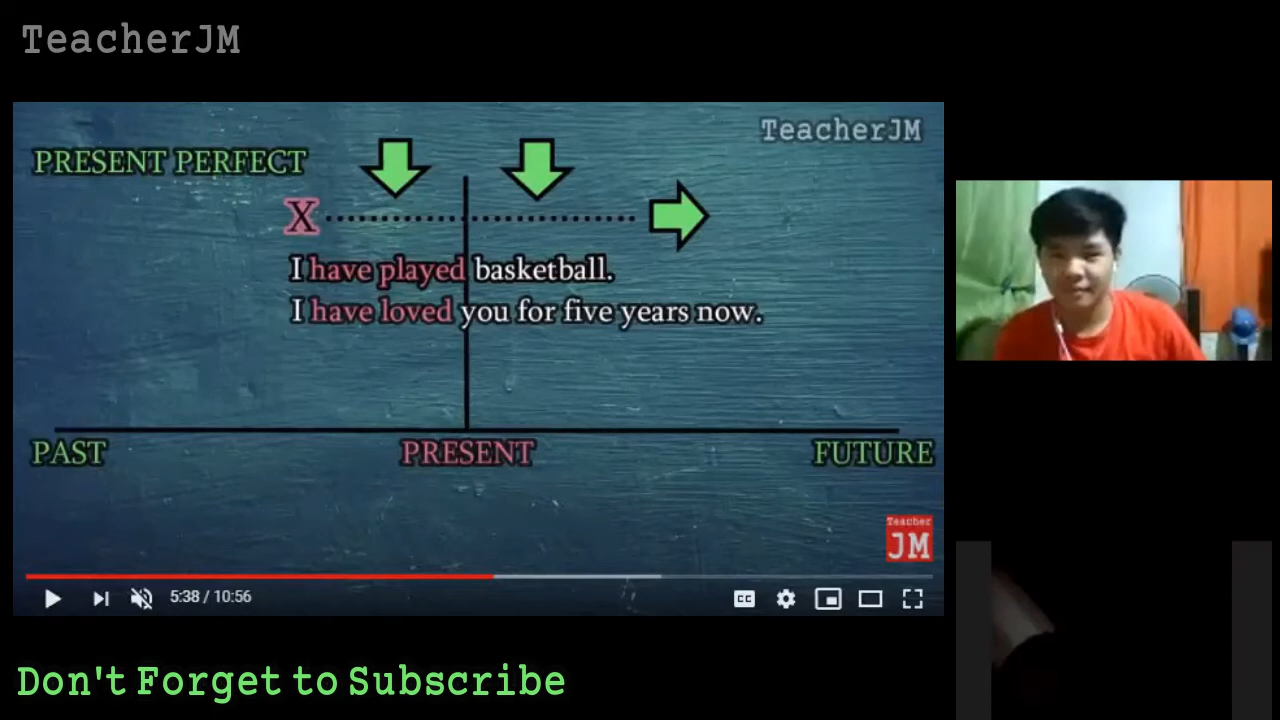 TeacherJM
TeacherJM
PRESENT PERFECT
X
I have played basketball.
I have loved you for five years now.
PAST PRESENT FUTURE
Teacher
JM
5:38 / 10:56
CC
Don't Forget to Subscribe